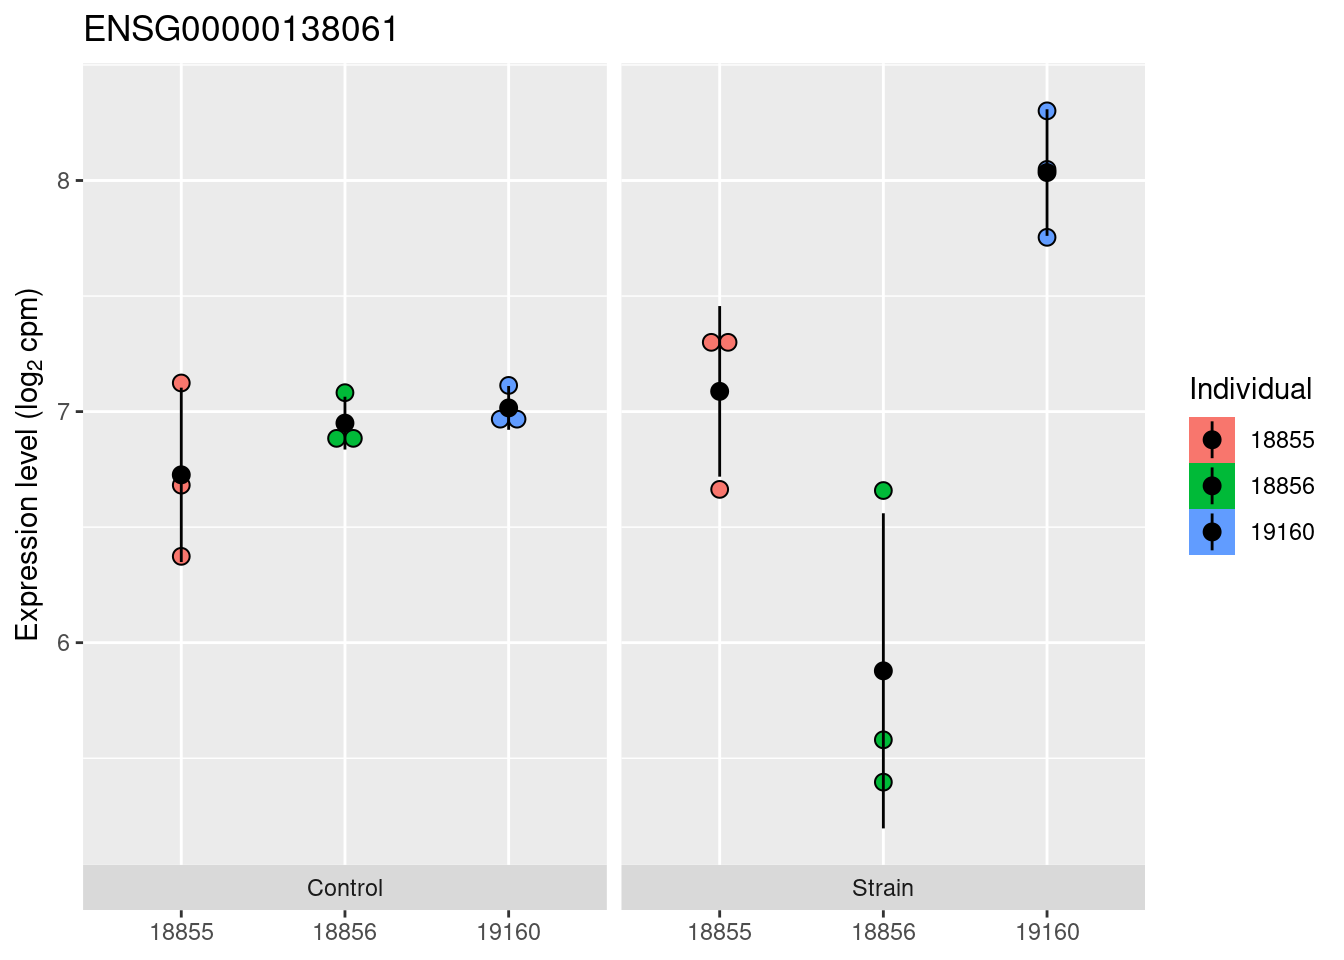 ENSG00000138061
Expression level (log₂ cpm)
8
7
6
Control
Strain
18855
18856
19160
18855
18856
19160
Individual
18855
18856
19160